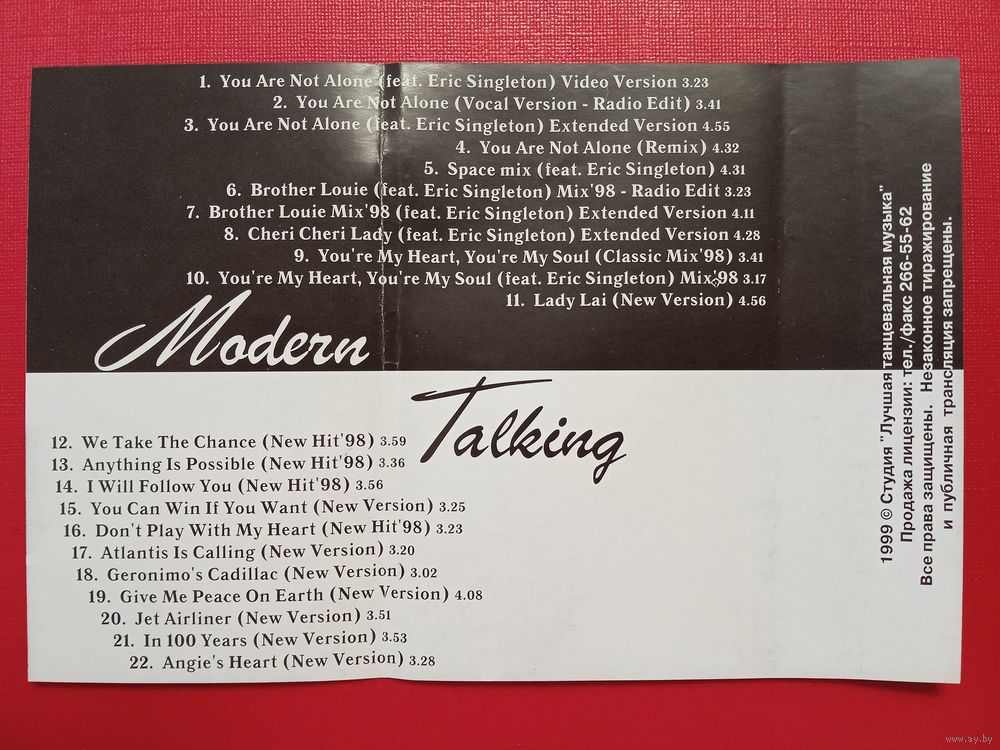 1. You Are Not Alone (feat. Eric Singleton) Video Version 3.23
2. You Are Not Alone (Vocal Version - Radio Edit) 3.41
3. You Are Not Alone (feat. Eric Singleton) Extended Version 4.55
4. You Are Not Alone (Remix) 4.32
5. Space mix (feat. Eric Singleton) 4.31
6. Brother Louie (feat. Eric Singleton) Mix'98 - Radio Edit 3.23
7. Brother Louie Mix'98 (feat. Eric Singleton) Extended Version 4.11
8. Cheri Cheri Lady (feat. Eric Singleton) Extended Version 4.28
9. You're My Heart, You're My Soul (Classic Mix'98) 3.41
10. You're My Heart, You're My Soul (feat. Eric Singleton) Mix'98 3.17
11. Lady Lai (New Version) 4.56
Modern
Talking
12. We Take The Chance (New Hit'98) 3.59
13. Anything Is Possible (New Hit'98) 3.36
14. I Will Follow You (New Hit'98) 3.56
15. You Can Win If You Want (New Version) 3.25
16. Don't Play With My Heart (New Hit'98) 3.23
17. Atlantis Is Calling (New Version) 3.20
18. Geronimo's Cadillac (New Version) 3.02
19. Give Me Peace On Earth (New Version) 4.08
20. Jet Airliner (New Version) 3.51
21. In 100 Years (New Version) 3.53
22. Angie's Heart (New Version) 3.28
1999 © Студия "Лучшая танцевальная музыка"
Продажа лицензии: тел./факс 266-55-62
Все права защищены. Незаконное тиражирование
и публичная трансляция запрещены.
www.ay.by